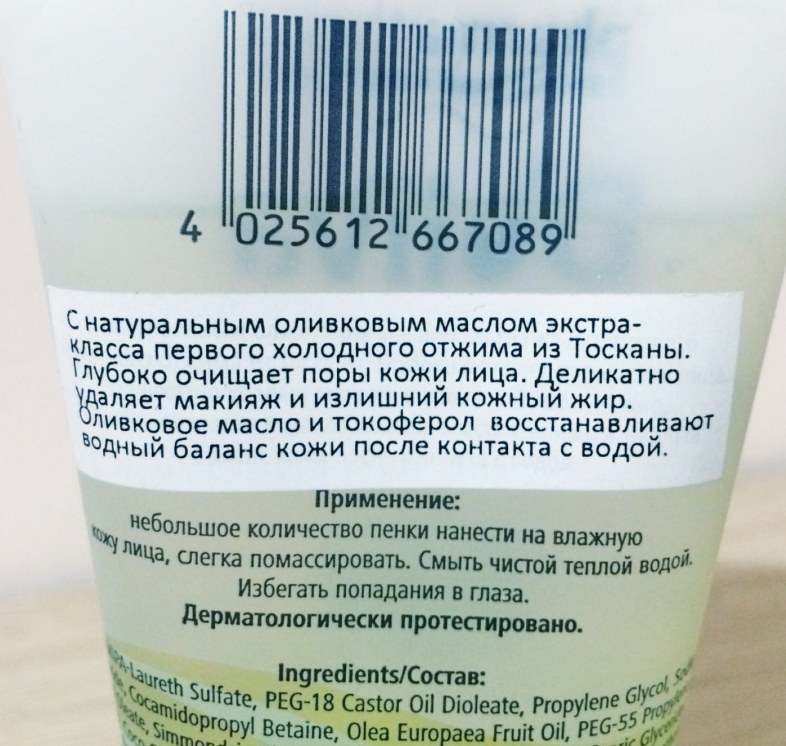 4 025612 667089
С натуральным оливковым маслом экстра-
класса первого холодного отжима из Тосканы.
Глубоко очищает поры кожи лица. Деликатно
удаляет макияж и излишний кожный жир.
Оливковое масло и токоферол восстанавливают
водный баланс кожи после контакта с водой.
Применение:
небольшое количество пенки нанести на влажную
кожу лица, слегка помассировать. Смыть чистой теплой водой.
Избегать попадания в глаза.
Дерматологически протестировано.
Ingredients/Состав:
-Laureth Sulfate, PEG-18 Castor Oil Dioleate, Propylene Glycol,
Cocamidopropyl Betaine, Olea Europaea Fruit Oil, PEG-55